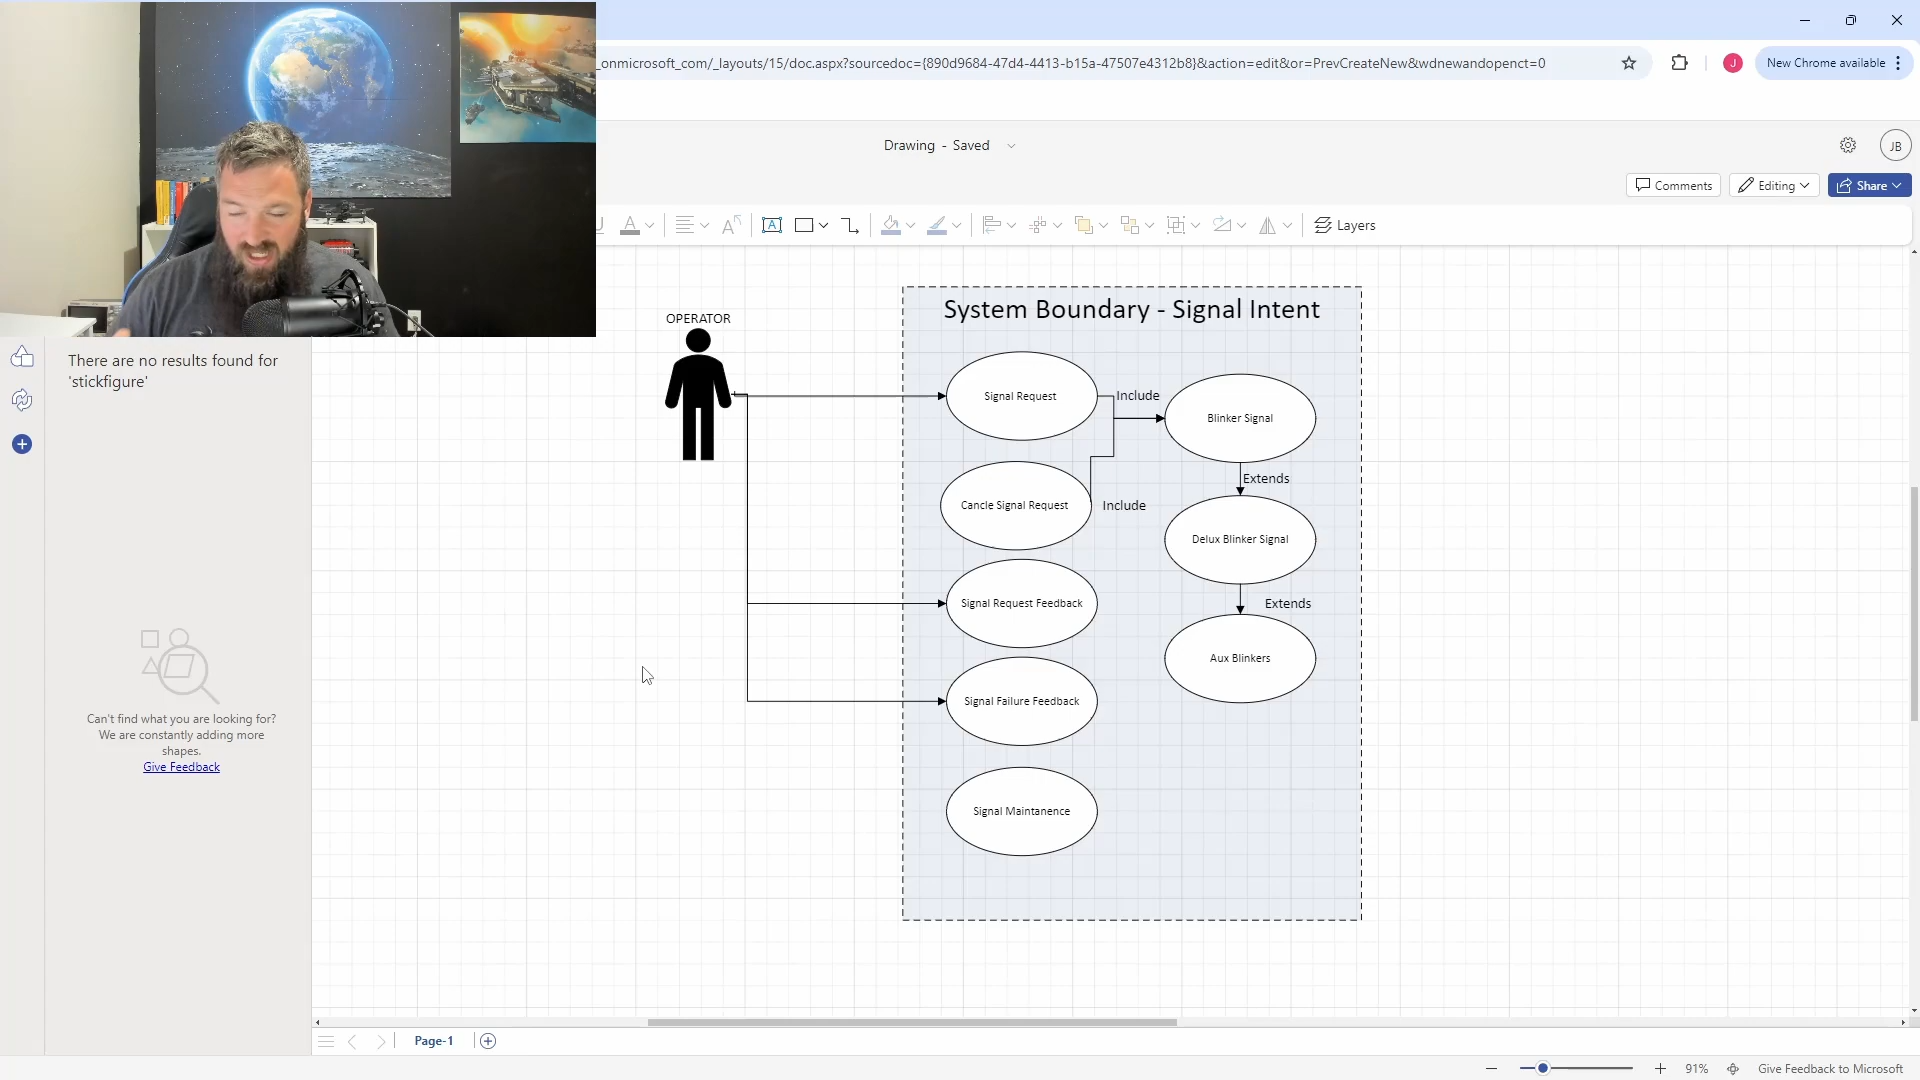 _onmicrosoft_com/_layouts/15/doc.aspx?sourcedoc={890d9684-47d4-4413-b15a-47507e4312b8}&action=edit&or=PrevCreateNew&wdnewandopenct=0
J
New Chrome available
Drawing - Saved
JB
Comments
Editing
Share
A
A
A
Layers
There are no results found for
'stickfigure'
Can't find what you are looking for?
We are constantly adding more
shapes.
Give Feedback
OPERATOR
System Boundary - Signal Intent
Signal Request
Include
Blinker Signal
Extends
Cancle Signal Request
Include
Delux Blinker Signal
Signal Request Feedback
Extends
Aux Blinkers
Signal Failure Feedback
Signal Maintanence
Page-1
91%
Give Feedback to Microsoft